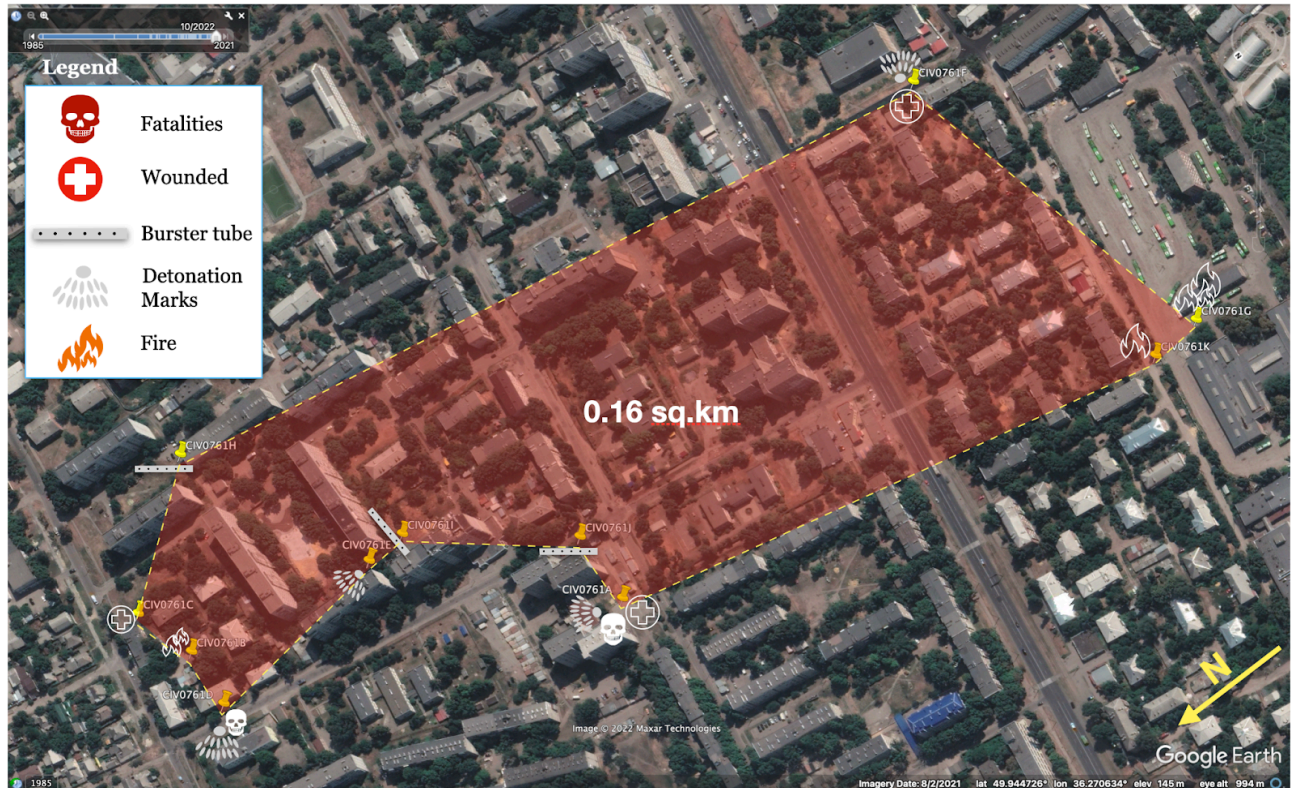 10/2022
1985
2021
Legend
Fatalities
Wounded
Burster tube
Detonation
Marks
Fire
CIV0761F
CIV0761G
CIV0761K
0.16 sq.km
CIV0761H
CIV0761I
CIV0761J
CIV0761E
CIV0761A
CIV0761C
CIV0761B
CIV0761D
N
Image © 2022 Maxar Technologies
Google Earth
1985
Imagery Date: 8/2/2021 lat 49.944726° lon 36.270634° elev 145 m eye alt 994 m